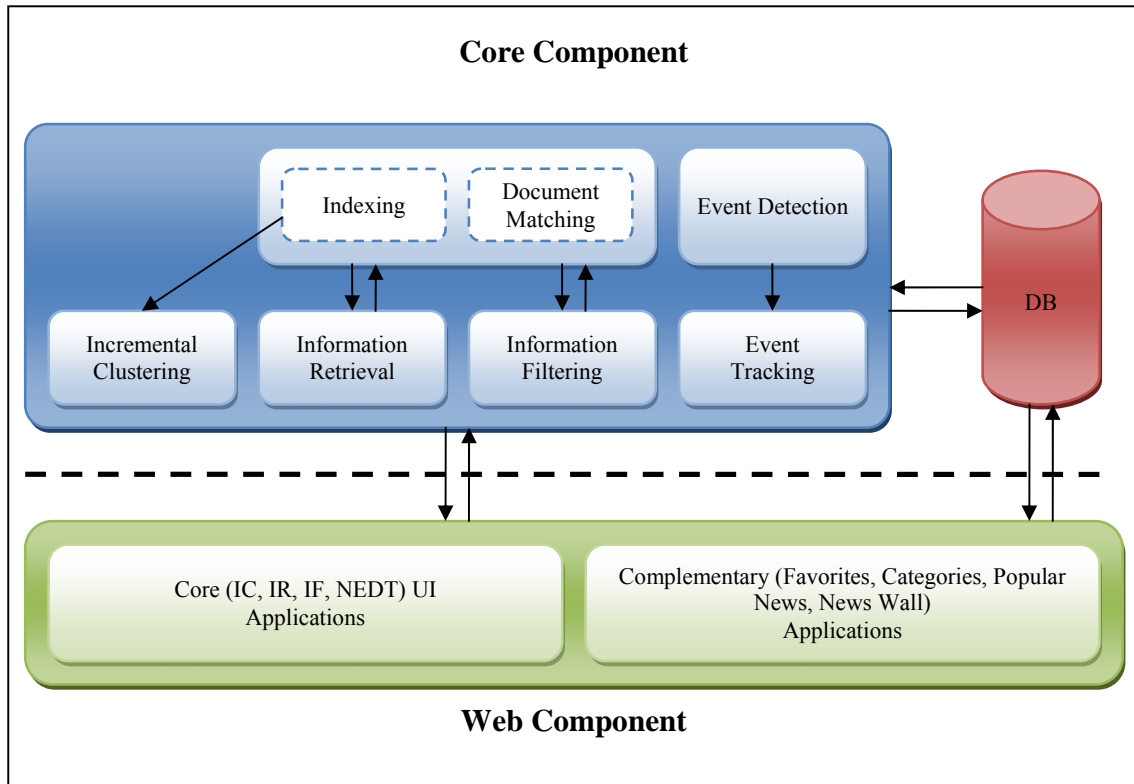 Core Component
Indexing
Document
Matching
Event Detection
DB
Incremental
Clustering
Information
Retrieval
Information
Filtering
Event
Tracking
Core (IC, IR, IF, NEDT) UI
Applications
Complementary (Favorites, Categories, Popular
News, News Wall)
Applications
Web Component